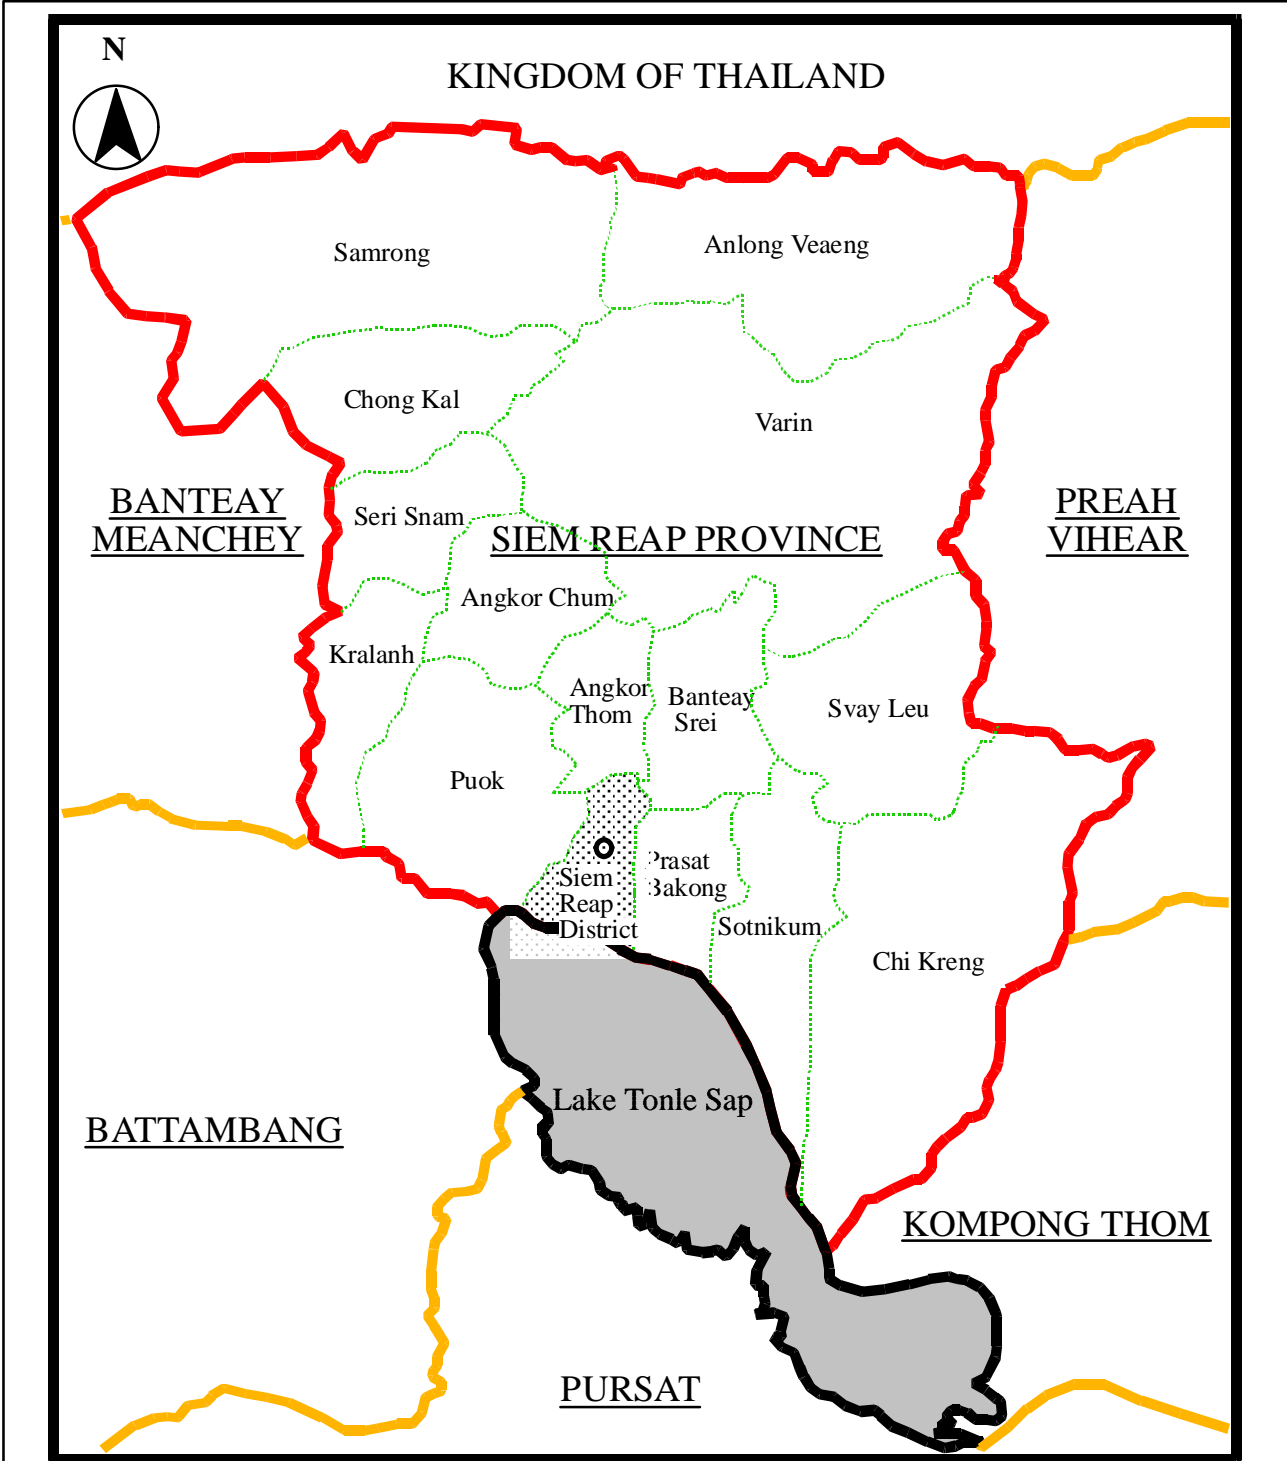 N
KINGDOM OF THAILAND
Samrong
Anlong Veaeng
Chong Kal
Varin
BANTEAY
MEANCHEY
PREAH
VIHEAR
Seri Snam
SIEM REAP PROVINCE
Angkor Chum
Kralanh
Angkor
Thom
Banteay
Srei
Svay Leu
Puok
Prasat
Bakong
Siem
Reap
District
Sotnikum
Chi Kreng
Lake Tonle Sap
BATTAMBANG
KOMPONG THOM
PURSAT